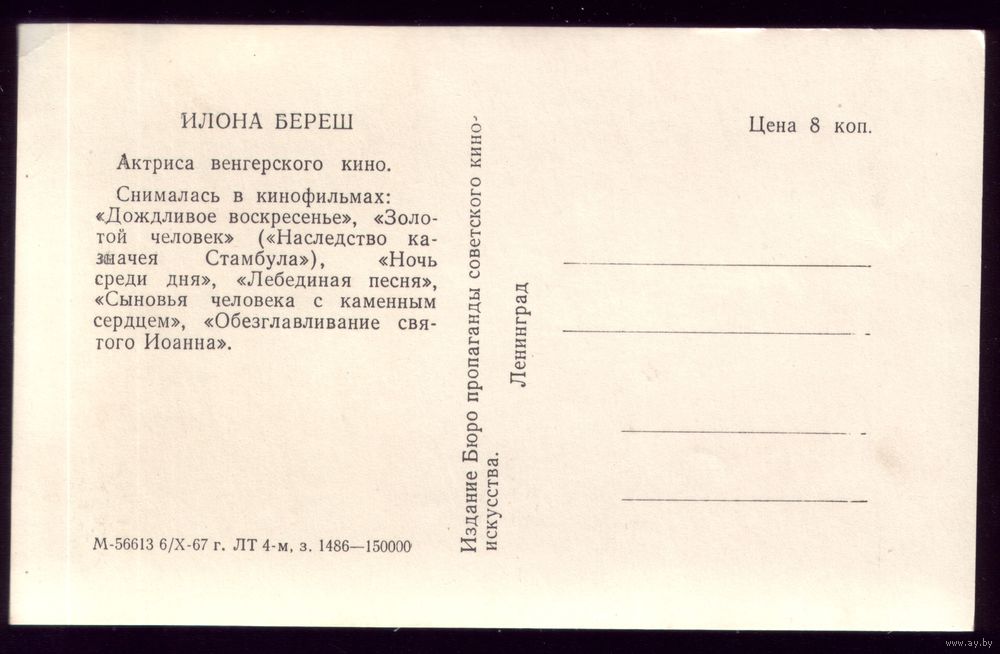 ИЛОНА БЕРЕШ
Актриса венгерского кино.
Снималась в кинофильмах:
«Дождливое воскресенье», «Золо-
той человек» («Наследство ка-
значея Стамбула»), «Ночь
среди дня», «Лебединая песня»,
«Сыновья человека с каменным
сердцем», «Обезглавливание свя-
того Иоанна».
М-56613 6/X-67 г. ЛТ 4-м, з. 1486—150000
Издание Бюро пропаганды советского кино-
искусства.
Ленинград
Цена 8 коп.
www.ay.by